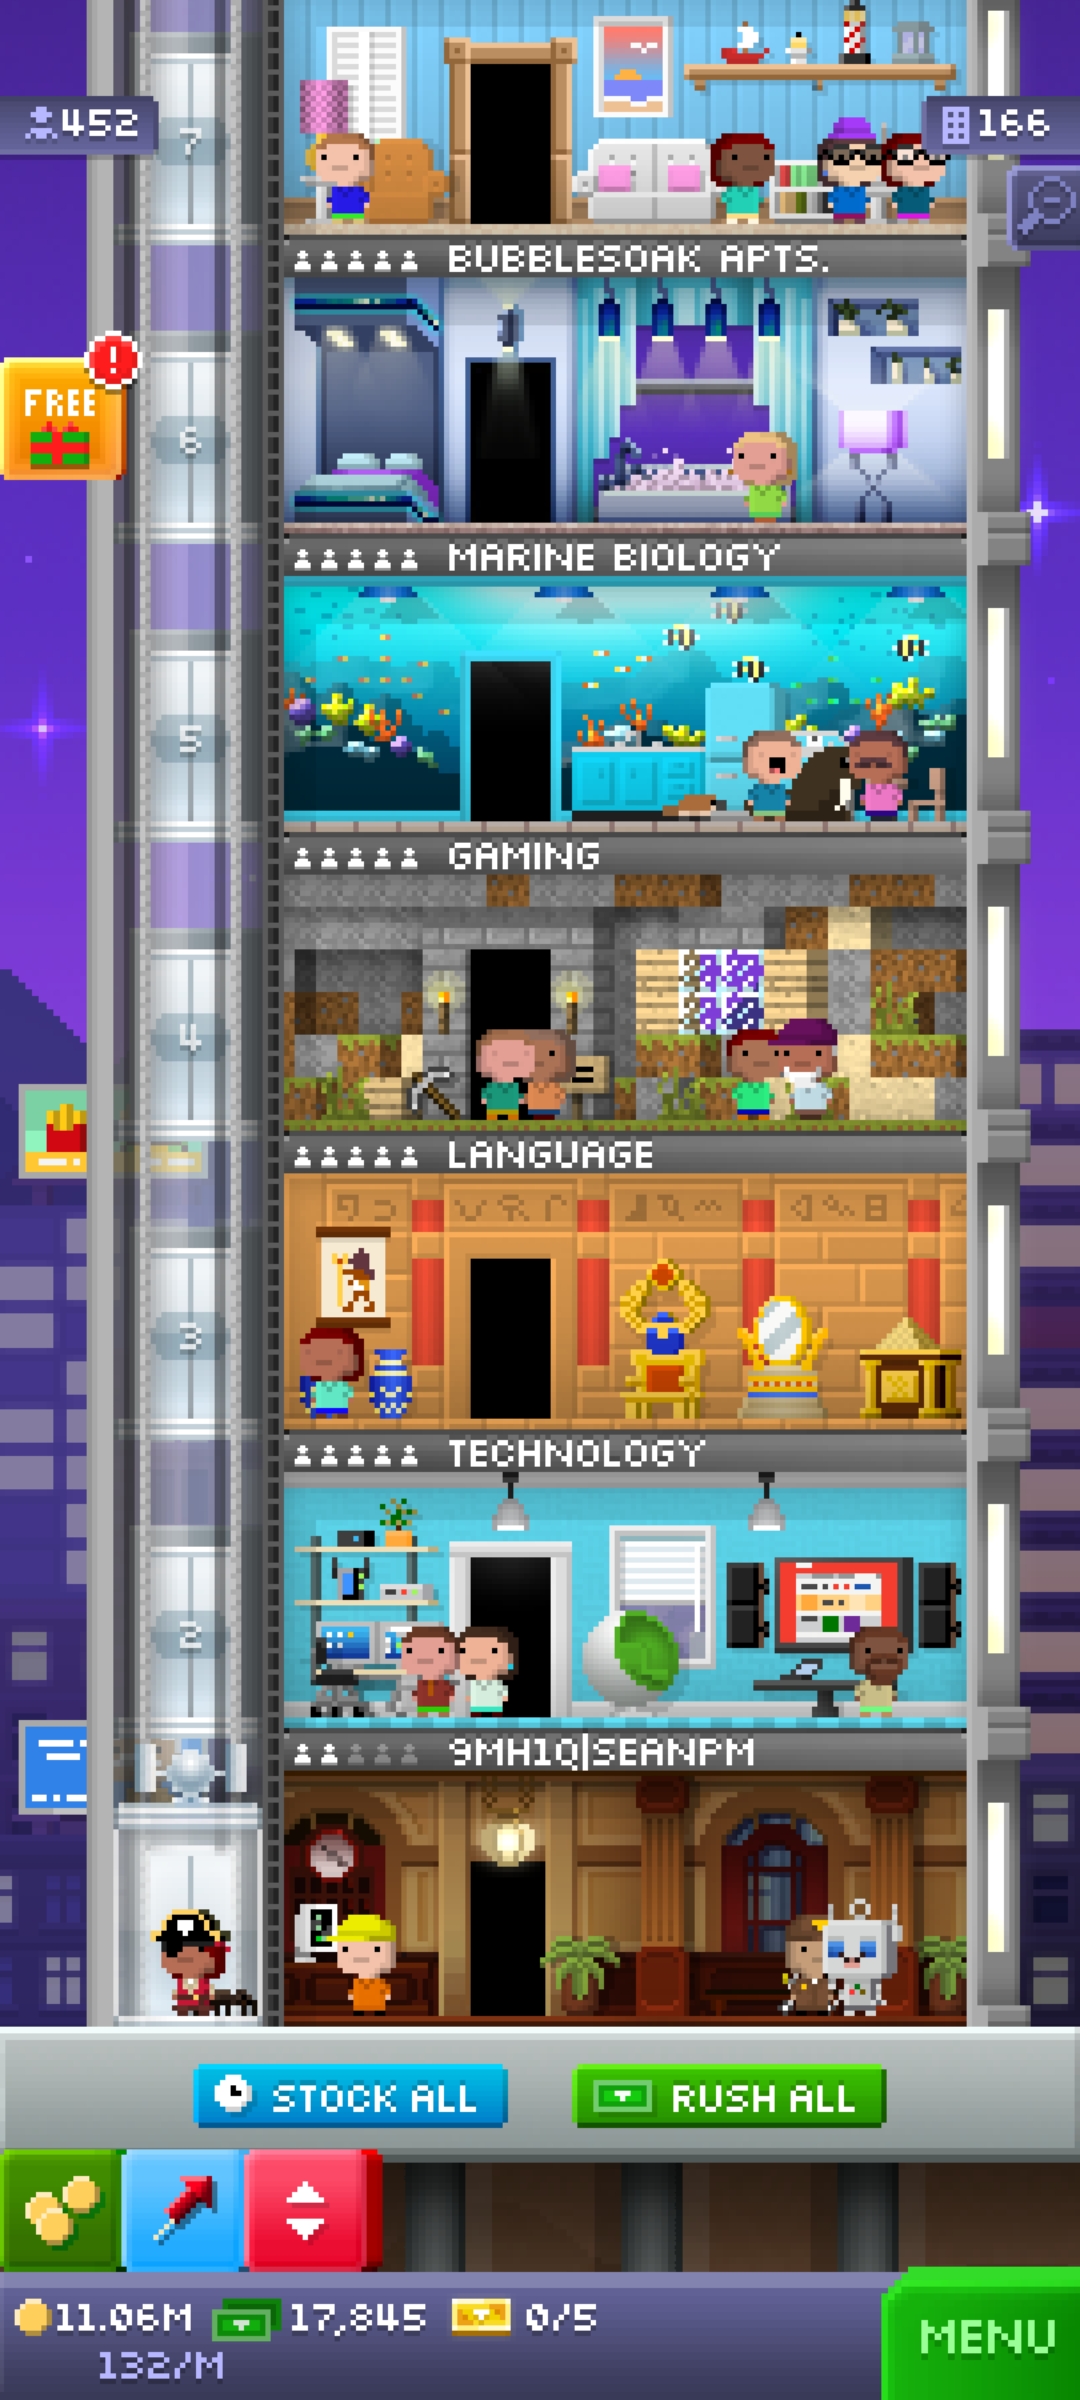 7
452
166
BUBBLESOAK APTS.
FREE
!
6
MARINE BIOLOGY
5
GAMING
4
LANGUAGE
3
TECHNOLOGY
2
9MH1Q|SEANPM
STOCK ALL
RUSH ALL
11.06M
17,845
0/5
132/M
MENU